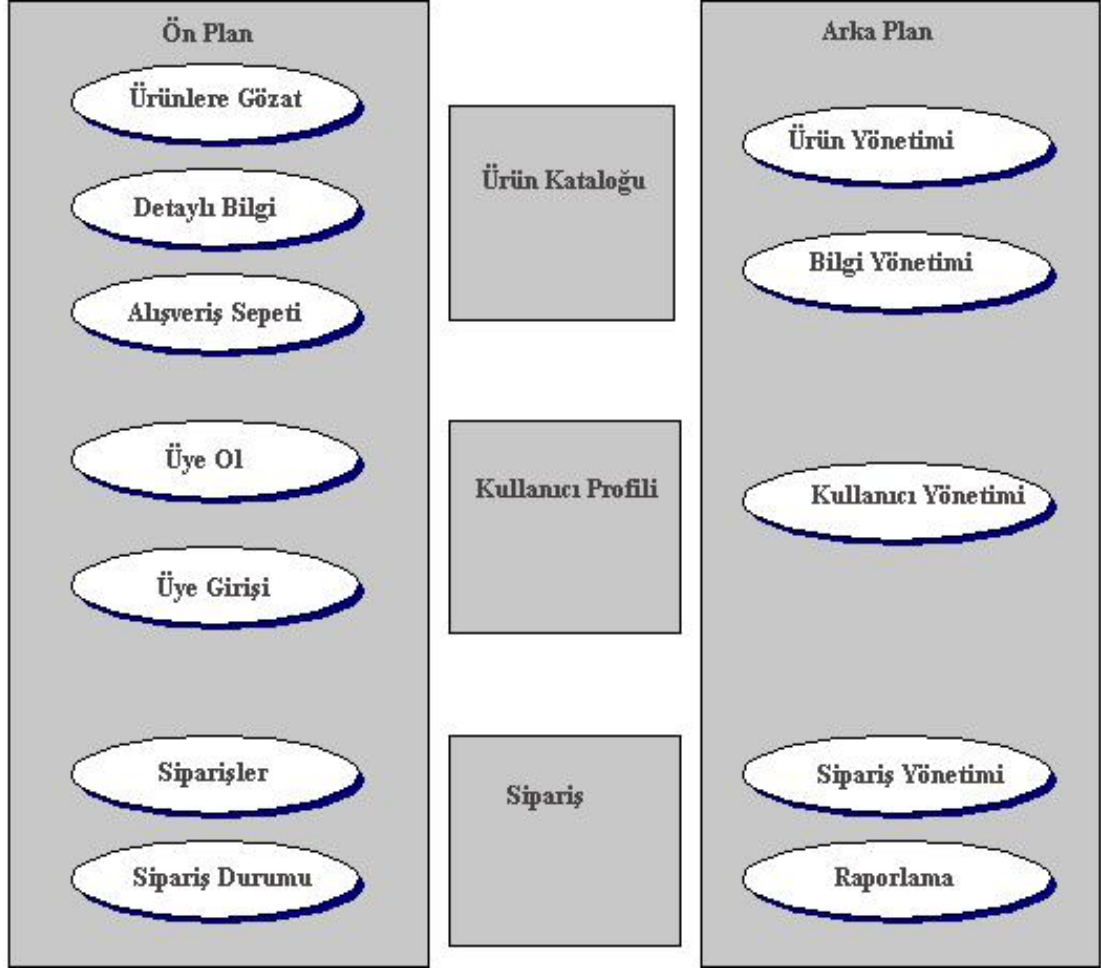 Ön Plan
Ürünlere Gözat
Detaylı Bilgi
Alışveriş Sepeti
Üye Ol
Üye Girişi
Siparişler
Sipariş Durumu
Ürün Kataloğu
Kullanıcı Profili
Sipariş
Arka Plan
Ürün Yönetimi
Bilgi Yönetimi
Kullanıcı Yönetimi
Sipariş Yönetimi
Raporlama